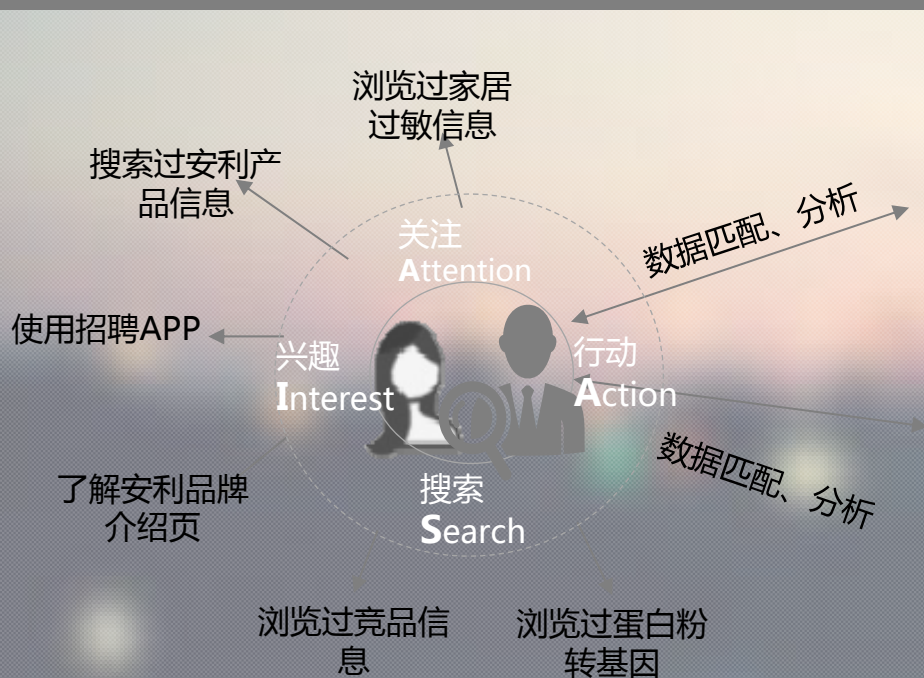 浏览过家居
过敏信息
搜索过安利产
品信息
关注
Attention
数据匹配、分析
使用招聘APP
兴趣
Interest
行动
Action
数据匹配、分析
了解安利品牌
介绍页
搜索
Search
浏览过竞品信
息
浏览过蛋白粉
转基因